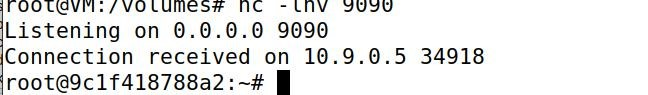 root@VM:/volumes# nc -lnv 9090
Listening on 0.0.0.0 9090
Connection received on 10.9.0.5 34918
root@9c1f418788a2:~#